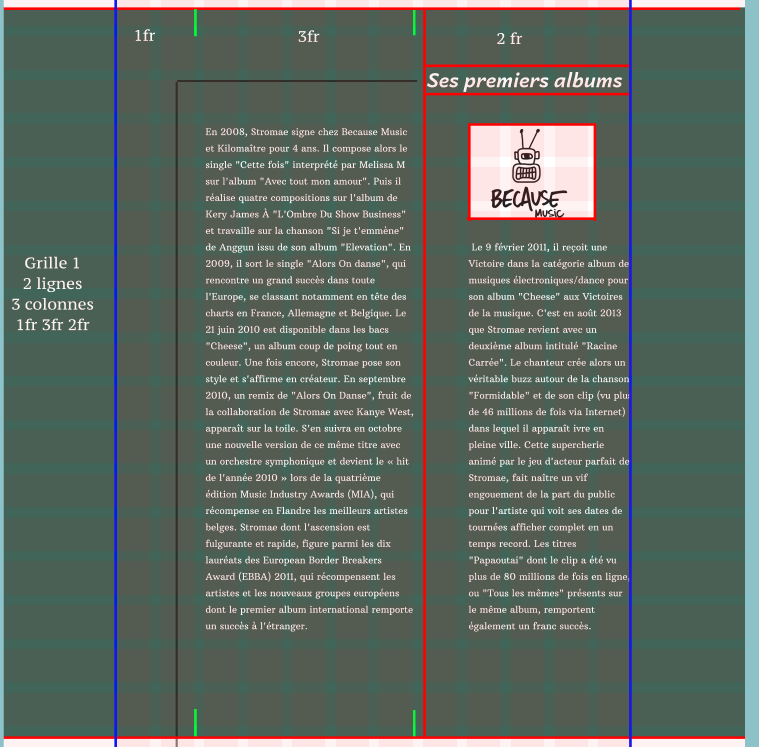 1fr
3fr
2 fr
Ses premiers albums
Grille 1
2 lignes
3 colonnes
1fr 3fr 2fr
En 2008, Stromae signe chez Because Music
et Kilomaître pour 4 ans. Il compose alors le
single "Cette fois" interprété par Melissa M
sur l'album "Avec tout mon amour". Puis il
réalise quatre compositions sur l'album de
Kery James À "L'Ombre Du Show Business"
et travaille sur la chanson "Si je t'emmène"
de Anggun issu de son album "Elevation". En
2009, il sort le single "Alors On danse", qui
rencontre un grand succès dans toute
l'Europe, se classant notamment en tête des
charts en France, Allemagne et Belgique. Le
21 juin 2010 est disponible dans les bacs
"Cheese", un album coup de poing tout en
couleur. Une fois encore, Stromae pose son
style et s'affirme en créateur. En septembre
2010, un remix de "Alors On Danse", fruit de
la collaboration de Stromae avec Kanye West,
apparaît sur la toile. S'en suivra en octobre
une nouvelle version de ce même titre avec
un orchestre symphonique et devient le « hit
de l'année 2010 » lors de la quatrième
édition Music Industry Awards (MIA), qui
récompense en Flandre les meilleurs artistes
belges. Stromae dont l'ascension est
fulgurante et rapide, figure parmi les dix
lauréats des European Border Breakers
Award (EBBA) 2011, qui récompensent les
artistes et les nouveaux groupes européens
dont le premier album international remporte
un succès à l'étranger.
BECAUSE
MUSIC
Le 9 février 2011, il reçoit une
Victoire dans la catégorie album de
musiques électroniques/dance pour
son album "Cheese" aux Victoires
de la musique. C'est en août 2013
que Stromae revient avec un
deuxième album intitulé "Racine
Carrée". Le chanteur crée alors un
véritable buzz autour de la chanson
"Formidable" et de son clip (vu plus
de 46 millions de fois via Internet)
dans lequel il apparaît ivre en
pleine ville. Cette supercherie
animé par le jeu d'acteur parfait de
Stromae, fait naître un vif
engouement de la part du public
pour l'artiste qui voit ses dates de
tournées afficher complet en un
temps record. Les titres
"Papaoutai" dont le clip a été vu
plus de 80 millions de fois en ligne,
ou "Tous les mêmes" présents sur
le même album, remportent
également un franc succès.